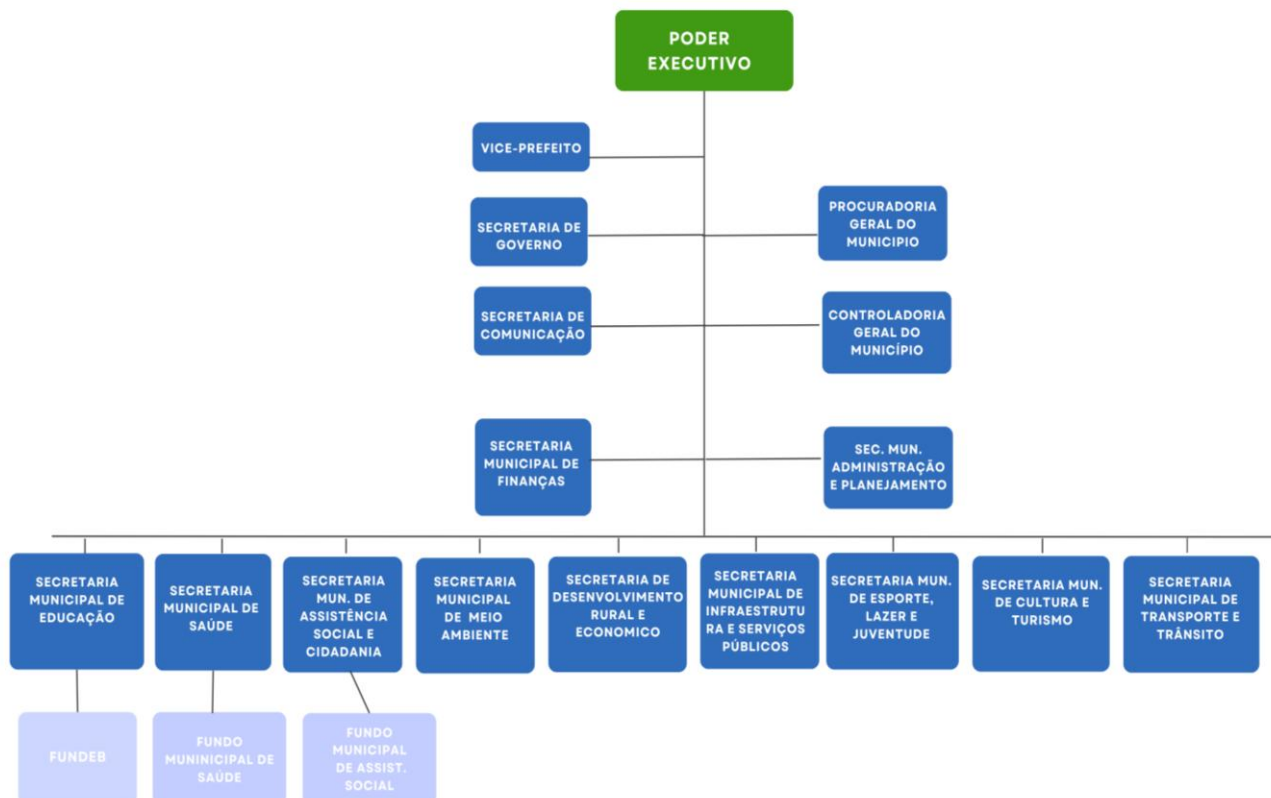 PODER
EXECUTIVO
VICE-PREFEITO
SECRETARIA DE
GOVERNO
PROCURADORIA
GERAL DO
MUNICIPIO
SECRETARIA DE
COMUNICAÇÃO
CONTROLADORIA
GERAL DO
MUNICÍPIO
SECRETARIA
MUNICIPAL DE
FINANÇAS
SEC. MUN.
ADMINISTRAÇÃO
E PLANEJAMENTO
SECRETARIA
MUNICIPAL DE
EDUCAÇÃO
SECRETARIA
MUNICIPAL DE
SAÚDE
SECRETARIA
MUN. DE
ASSISTÊNCIA
SOCIAL E
CIDADANIA
SECRETARIA
MUNICIPAL
DE MEIO
AMBIENTE
SECRETARIA DE
DESENVOLVIMENTO
RURAL E
ECONOMICO
SECRETARIA
MUNICIPAL DE
INFRAESTRUTU
RA E SERVIÇOS
PÚBLICOS
SECRETARIA MUN.
DE ESPORTE,
LAZER E
JUVENTUDE
SECRETARIA MUN.
DE CULTURA E
TURISMO
SECRETARIA
MUNICIPAL DE
TRANSPORTE E
TRÂNSITO
FUNDEB
FUNDO
MUNINICIPAL DE
SAÚDE
FUNDO
MUNICIPAL
DE ASSIST.
SOCIAL